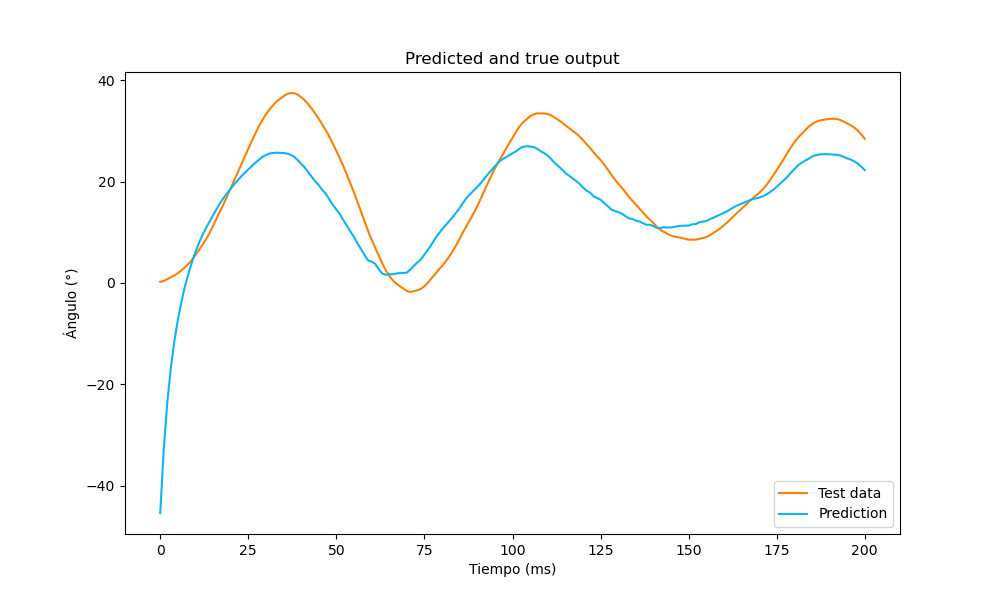 Predicted and true output
Ángulo (°)
40
20
0
−20
−40
0 25 50 75 100 125 150 175 200
Tiempo (ms)
Test data
Prediction